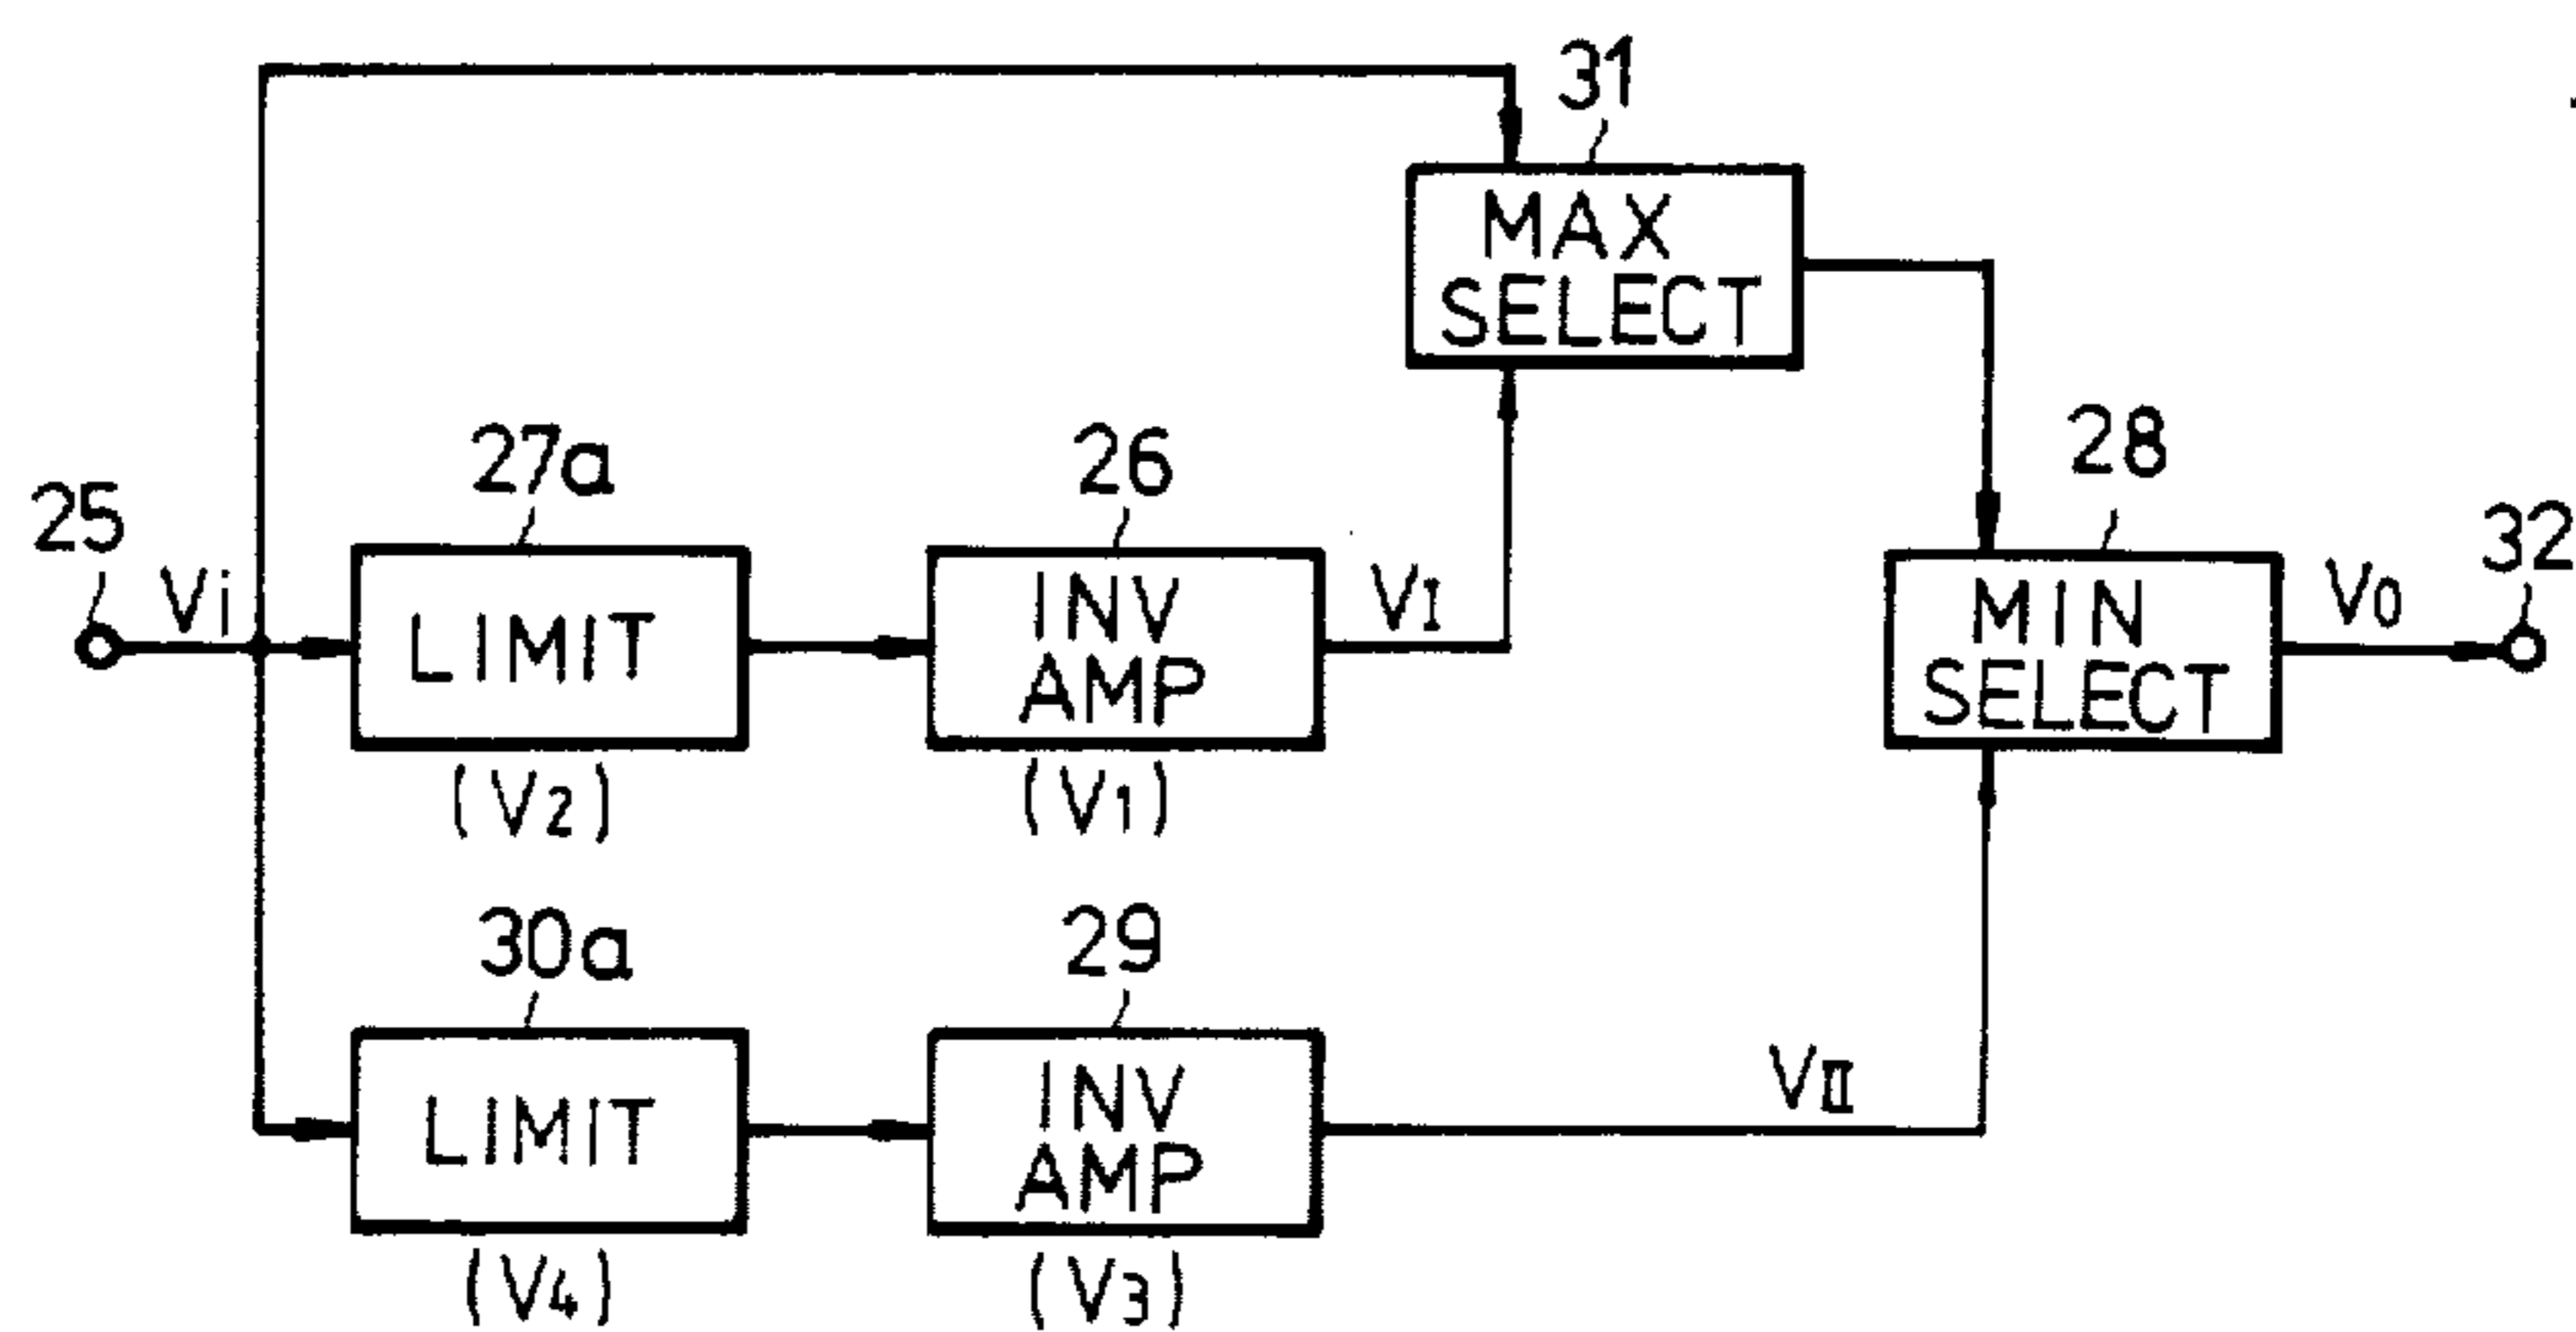 31
MAX
SELECT
27a
26
28
25
Vi
LIMIT
INV
AMP
VI
MIN
SELECT
VO
32
(V2)
(V1)
30a
29
LIMIT
INV
AMP
VII
(V4)
(V3)